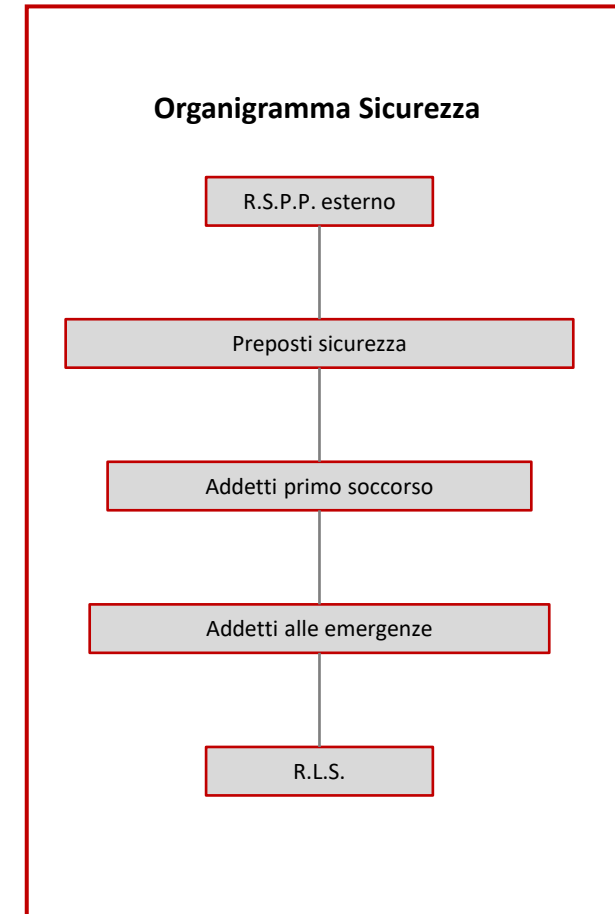 Organigramma Sicurezza
R.S.P.P. esterno
Preposti sicurezza
Addetti primo soccorso
Addetti alle emergenze
R.L.S.